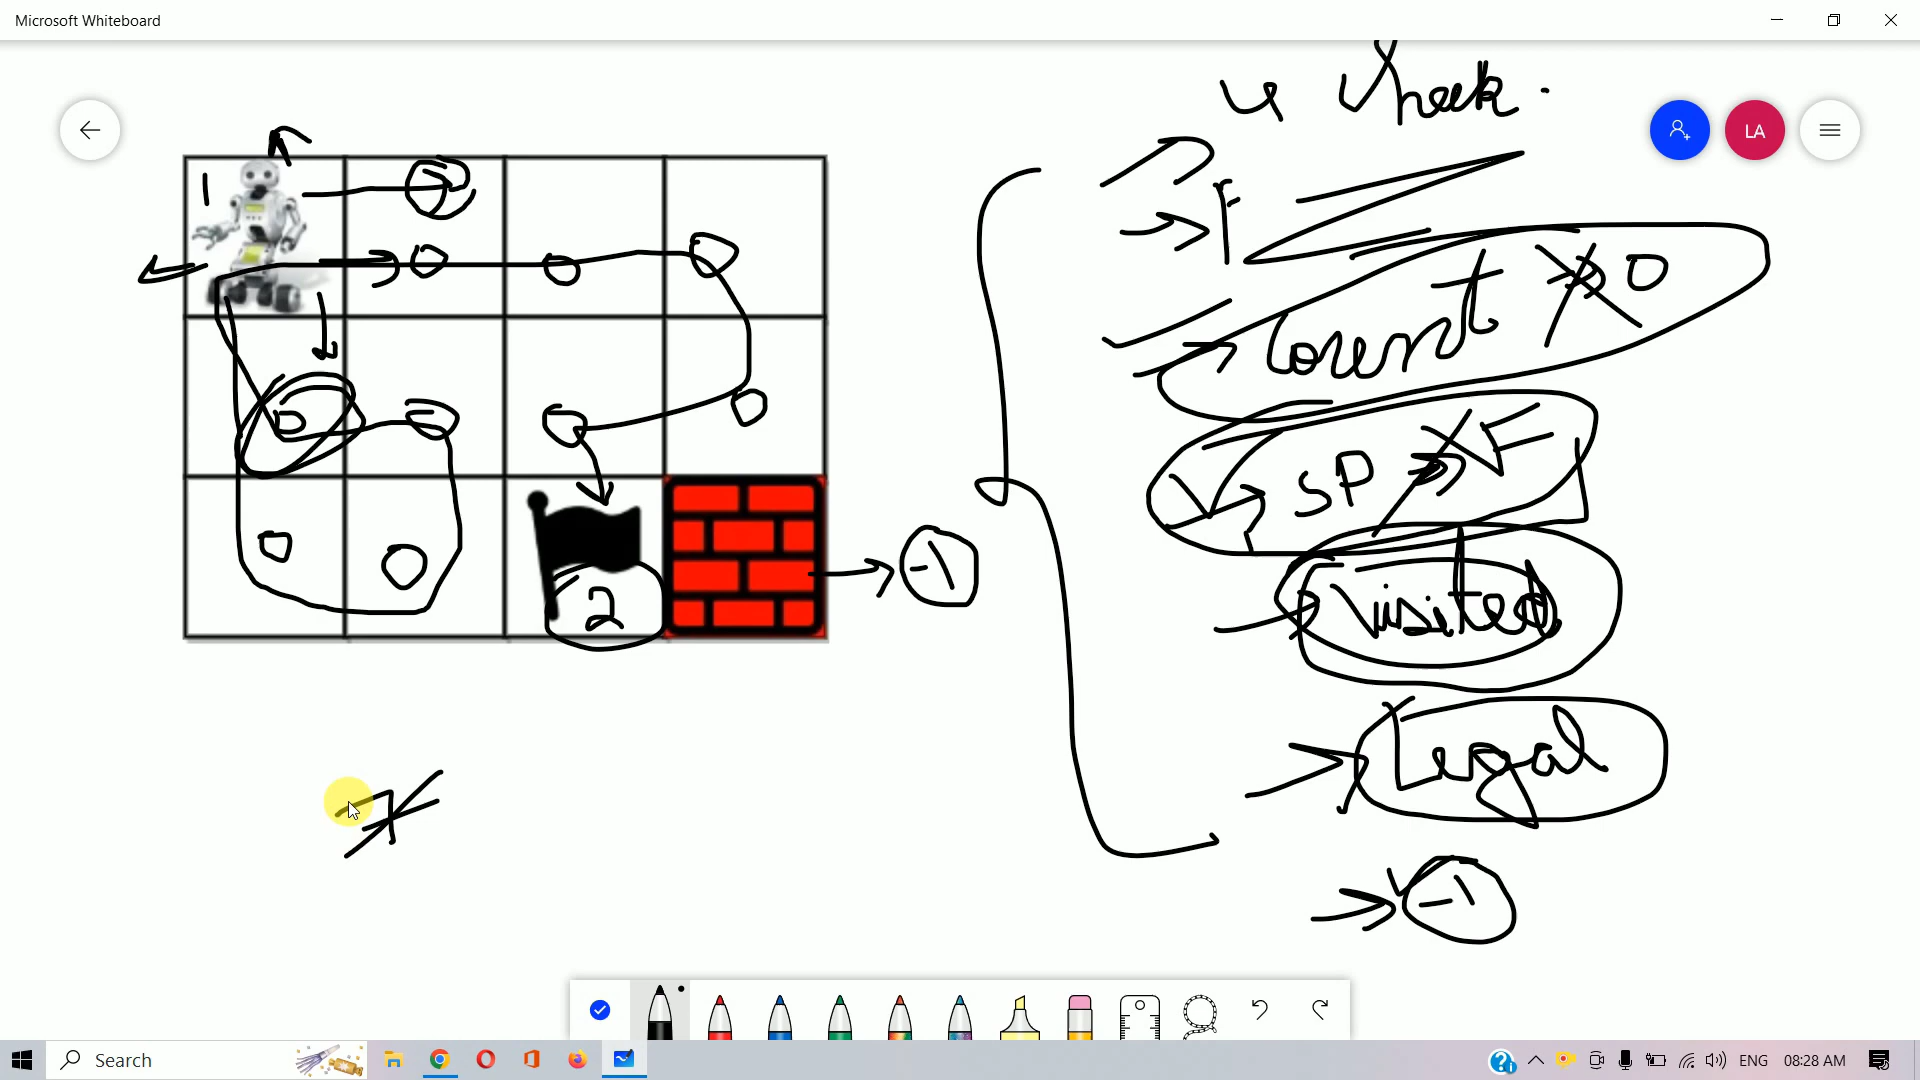 Microsoft Whiteboard
LA
1
Check.
F
Count 0
SP F
Visited
Legal
-1
2
-1
Search
ENG
08:28 AM